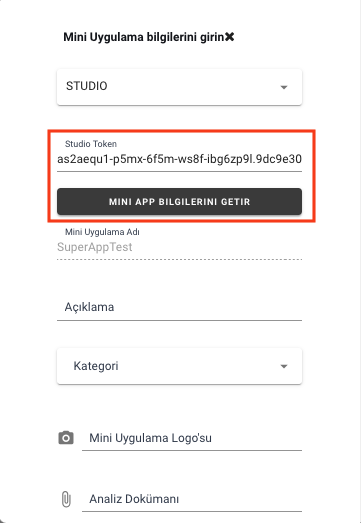 Mini Uygulama bilgilerini girin✖
STUDIO
Studio Token
as2aequ1-p5mx-6f5m-ws8f-ibg6zp9l.9dc9e30
MINI APP BILGILERINI GETIR
Mini Uygulama Adı
SuperAppTest
Açıklama
Kategori
Mini Uygulama Logo'su
Analiz Dokümanı